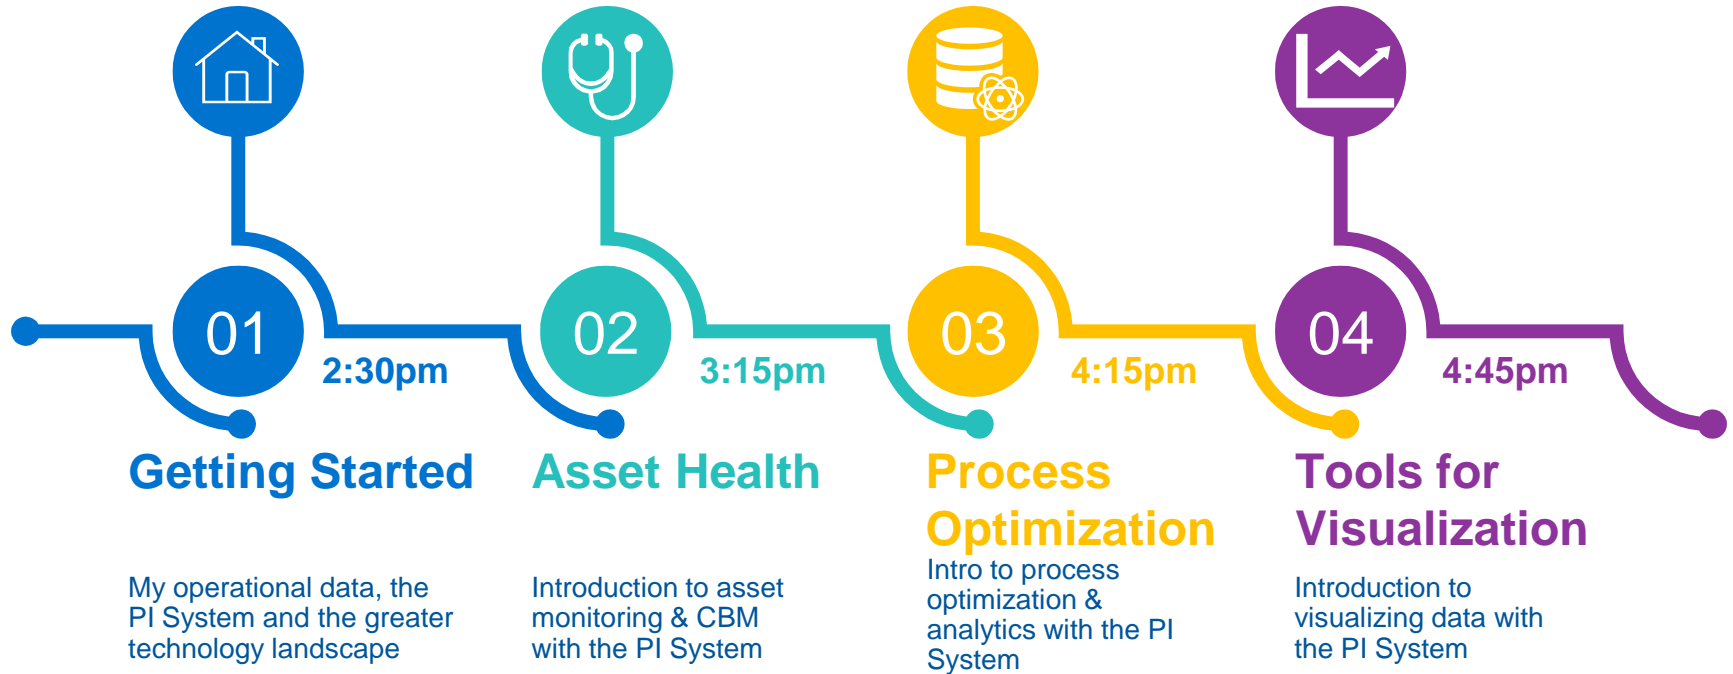 01
2:30pm
Getting Started
My operational data, the
PI System and the greater
technology landscape
02
3:15pm
Asset Health
Introduction to asset
monitoring & CBM
with the PI System
03
4:15pm
Process
Optimization
Intro to process
optimization &
analytics with the PI
System
04
4:45pm
Tools for
Visualization
Introduction to
visualizing data with
the PI System